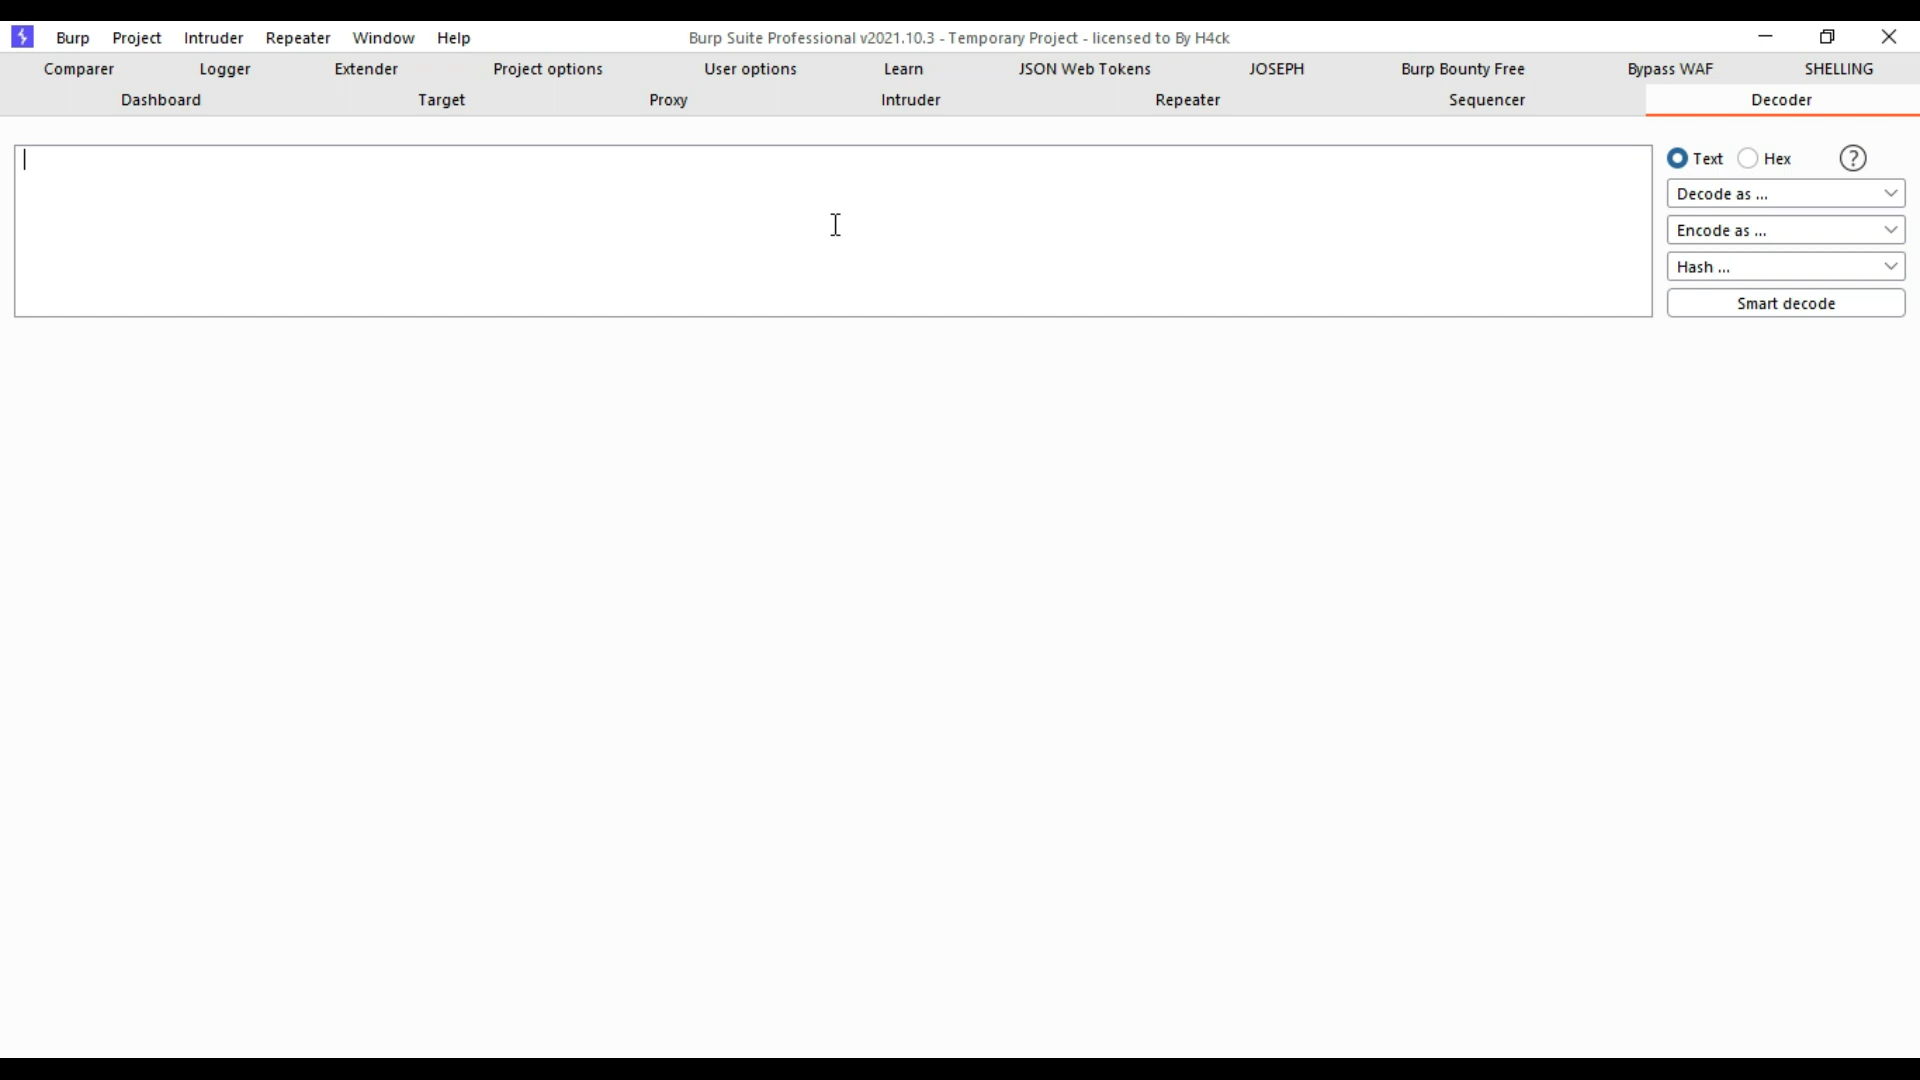 Burp Project Intruder Repeater Window Help Burp Suite Professional v2021.10.3 - Temporary Project - licensed to By H4ck
Comparer Logger Extender Project options User options Learn JSON Web Tokens JOSEPH Burp Bounty Free Bypass WAF SHELLING
Dashboard Target Proxy Intruder Repeater Sequencer Decoder
Text Hex ?
Decode as ...
Encode as ...
Hash ...
Smart decode